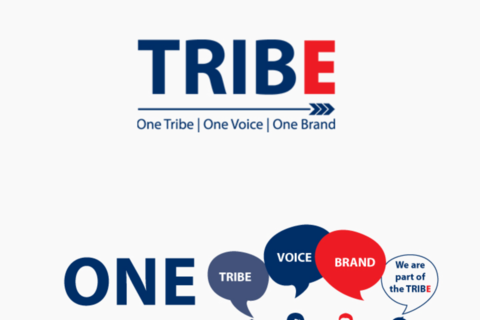 TRIBE
One Tribe | One Voice | One Brand
ONE
TRIBE
VOICE
BRAND
We are
part of
the TRIBE